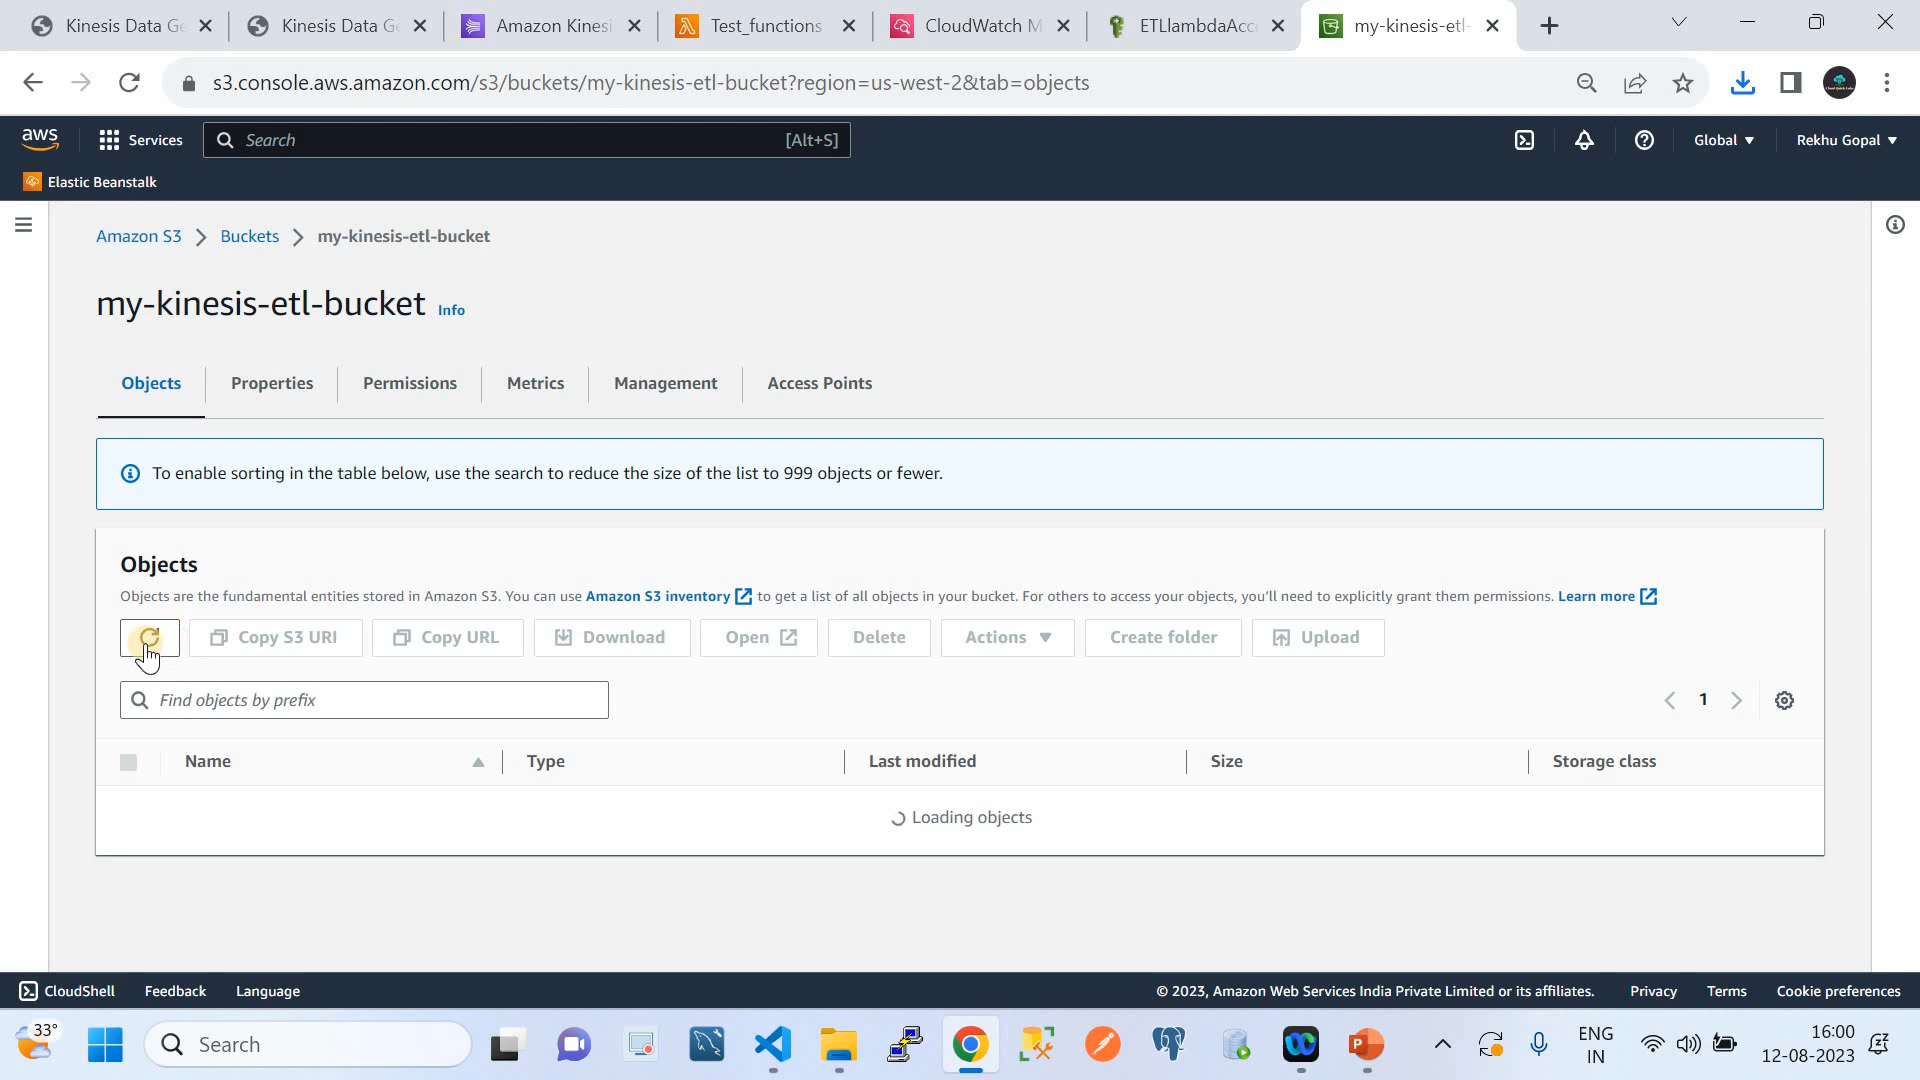 Kinesis Data Ge
Kinesis Data Ge
Amazon Kinesi
Test_functions
CloudWatch M
ETLlambdaAcce
my-kinesis-etl-
s3.console.aws.amazon.com/s3/buckets/my-kinesis-etl-bucket?region=us-west-2&tab=objects
aws
Services
Search
[Alt+S]
Global
Rekhu Gopal
Elastic Beanstalk
Amazon S3
Buckets
my-kinesis-etl-bucket
my-kinesis-etl-bucket Info
Objects
Properties
Permissions
Metrics
Management
Access Points
To enable sorting in the table below, use the search to reduce the size of the list to 999 objects or fewer.
Objects
Objects are the fundamental entities stored in Amazon S3. You can use Amazon S3 inventory to get a list of all objects in your bucket. For others to access your objects, you'll need to explicitly grant them permissions. Learn more
Copy S3 URI
Copy URL
Download
Open
Delete
Actions
Create folder
Upload
Find objects by prefix
1
Name
Type
Last modified
Size
Storage class
Loading objects
CloudShell
Feedback
Language
© 2023, Amazon Web Services India Private Limited or its affiliates.
Privacy
Terms
Cookie preferences
33°
Search
ENG
IN
16:00
12-08-2023